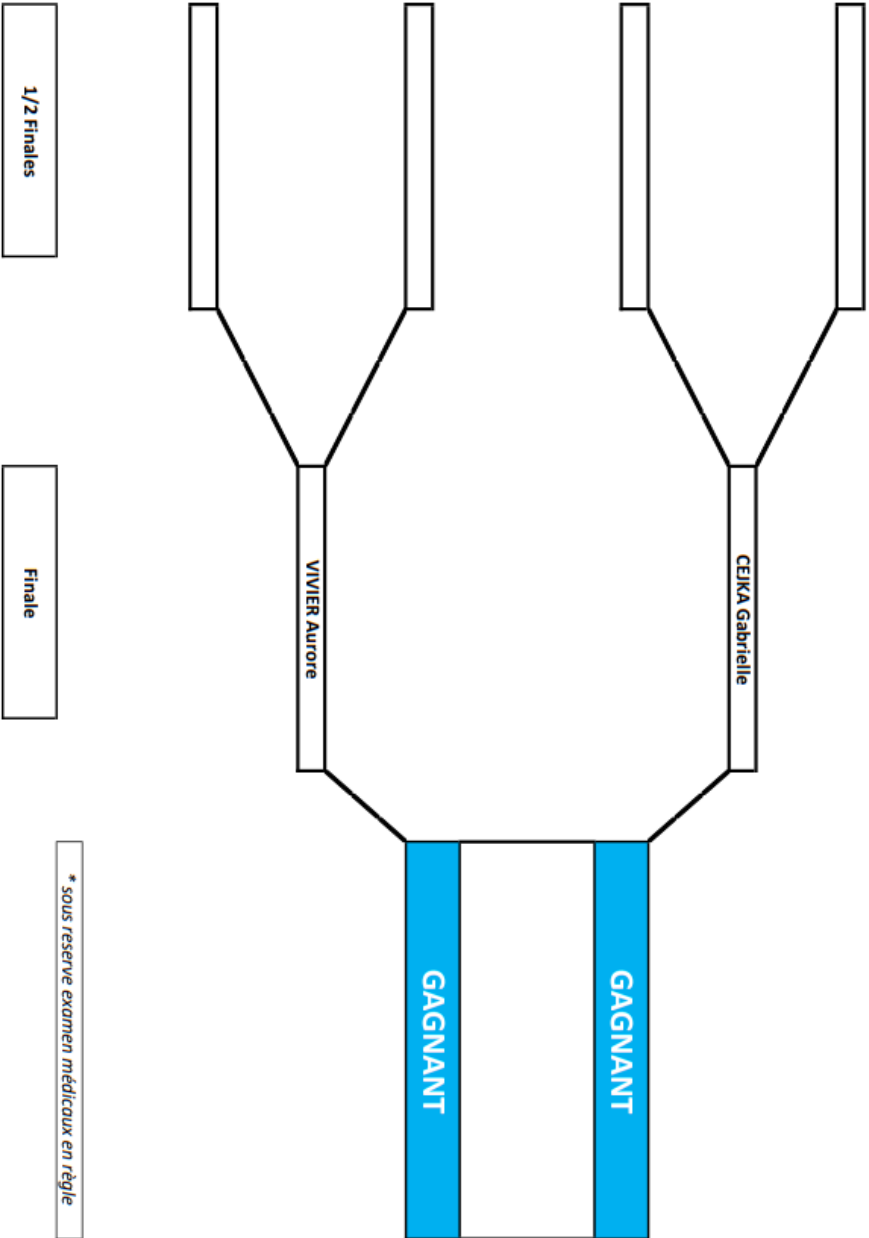 CEJKA Gabrielle
GAGNANT
GAGNANT
VIVIER Aurore
* sous reserve examen médicaux en règle
1/2 Finales
Finale